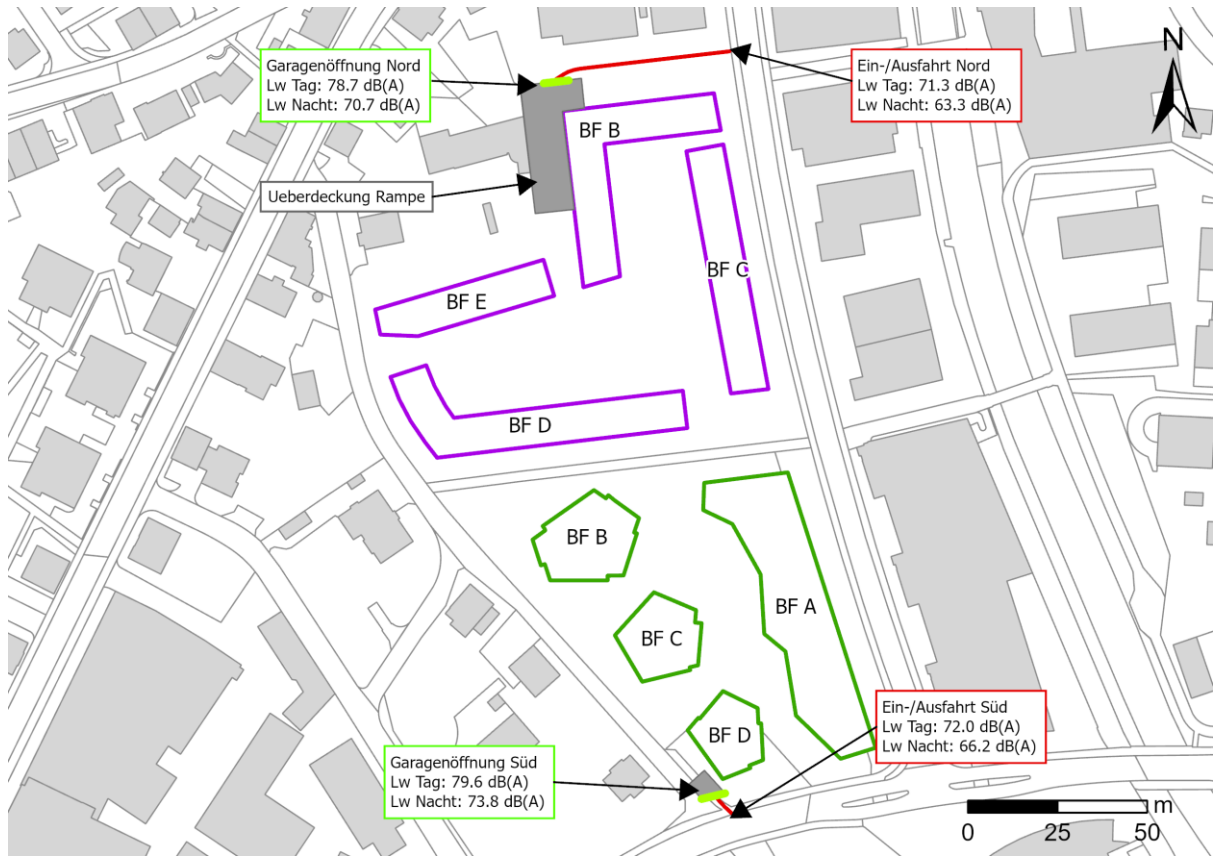 Garagenöffnung Nord
Lw Tag: 78.7 dB(A)
Lw Nacht: 70.7 dB(A)
Ein-/Ausfahrt Nord
Lw Tag: 71.3 dB(A)
Lw Nacht: 63.3 dB(A)
N
BF B
Ueberdeckung Rampe
BF C
BF E
BF D
BF B
BF A
BF C
BF D
Ein-/Ausfahrt Süd
Lw Tag: 72.0 dB(A)
Lw Nacht: 66.2 dB(A)
Garagenöffnung Süd
Lw Tag: 79.6 dB(A)
Lw Nacht: 73.8 dB(A)
m
0 25 50